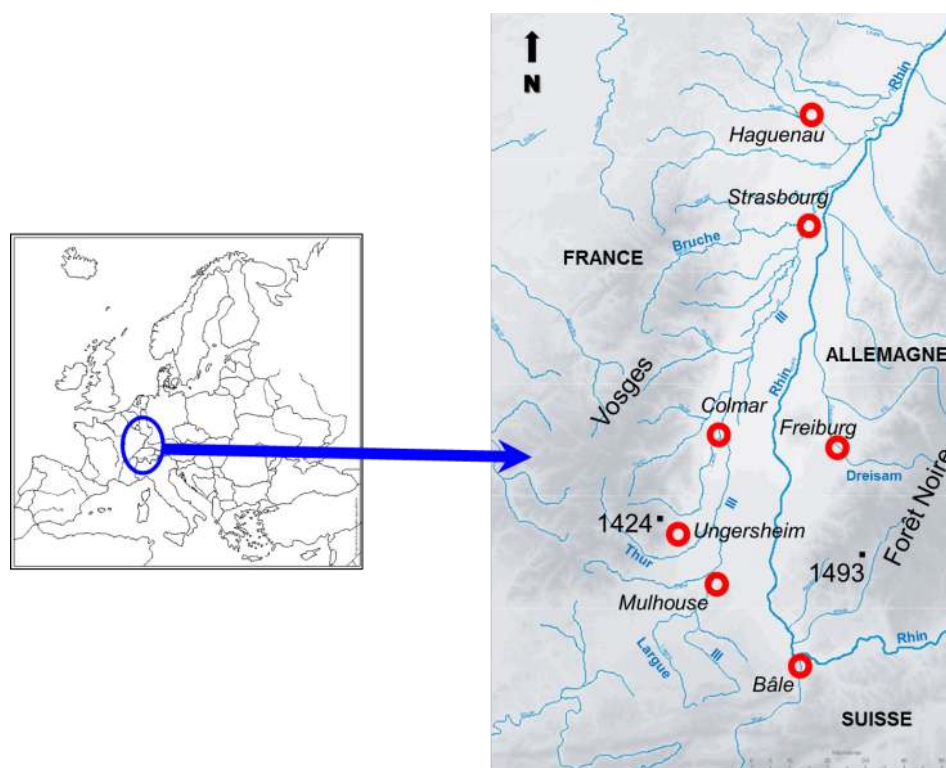 N
Rhin
Haguenau
Strasbourg
Bruche
FRANCE
Ill
ALLEMAGNE
Rhin
Vosges
Colmar
Freiburg
Dreisam
Forêt Noire
Ill
1424
Ungersheim
Thur
1493
Mulhouse
Largue
Ill
Rhin
Bâle
SUISSE